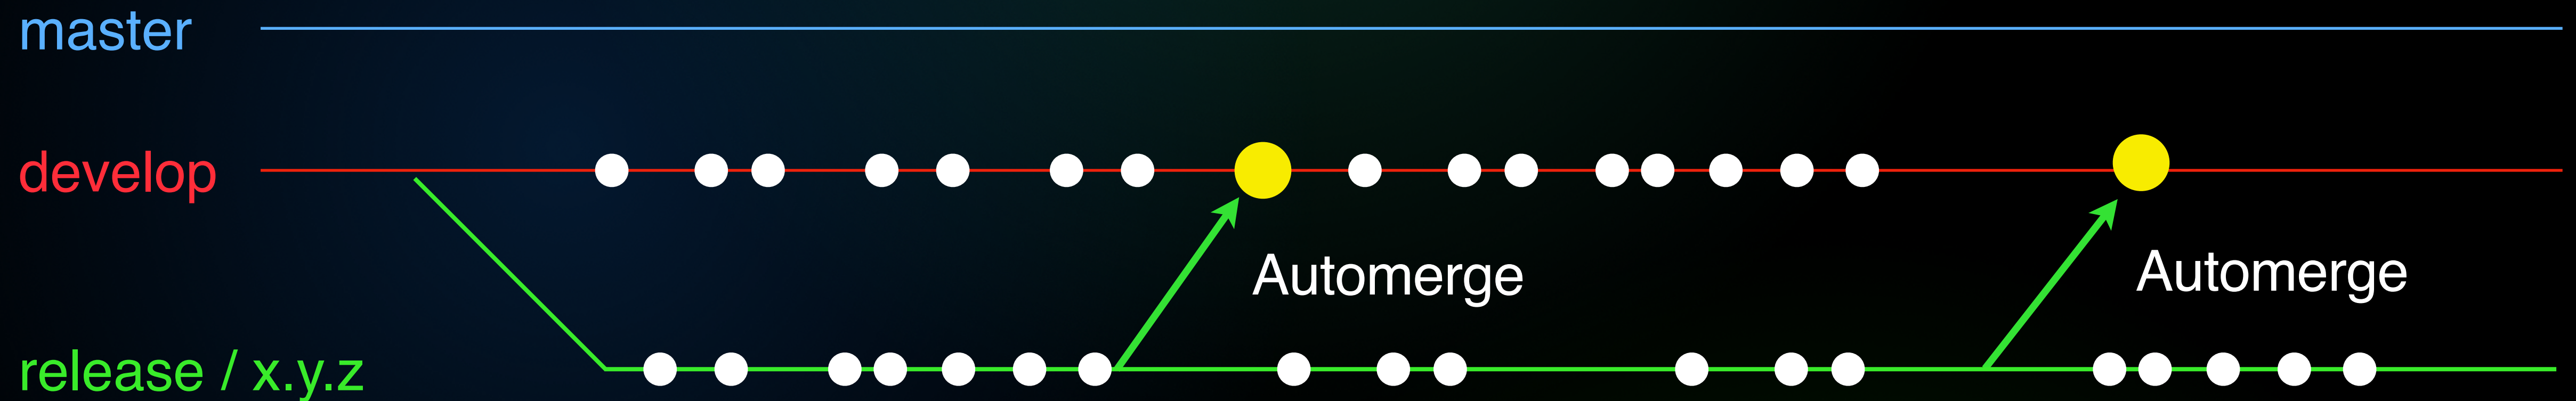 master
develop
Automerge
Automerge
release / x.y.z